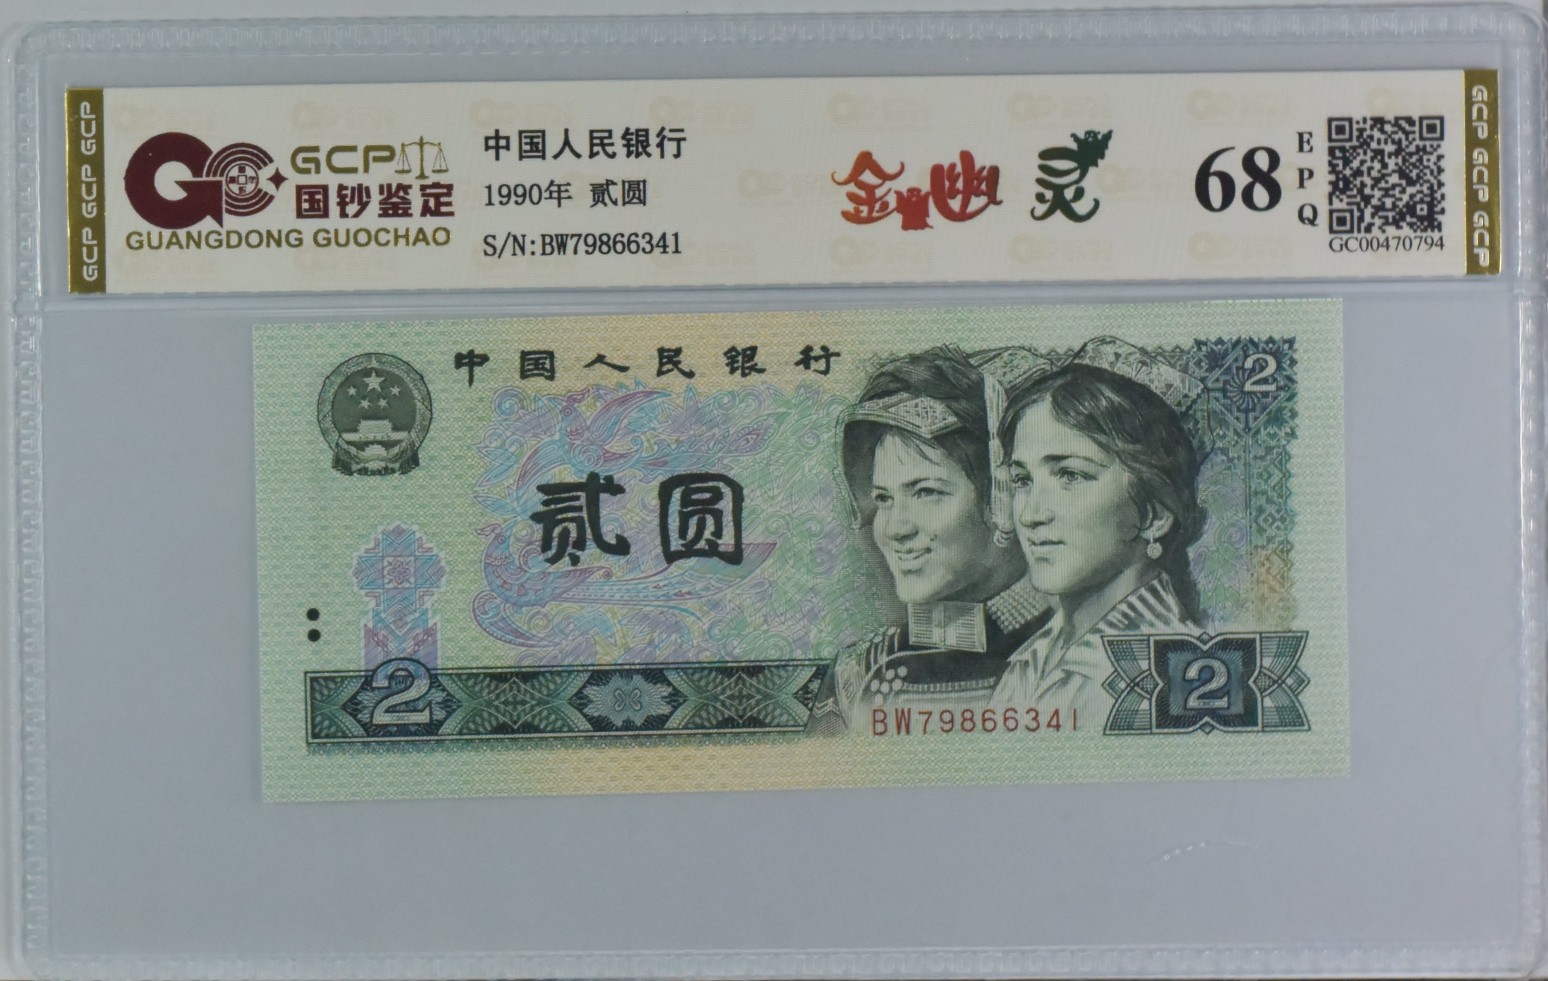 GCP GCP GCP
GCP
国钞鉴定
GUANGDONG GUOCHAO
中国人民银行
1990年 贰圆
S/N:BW79866341
金幽灵
68
EPQ
GC00470794
GCP GCP GCP
中国人民银行
2
贰圆
2
BW79866341
2